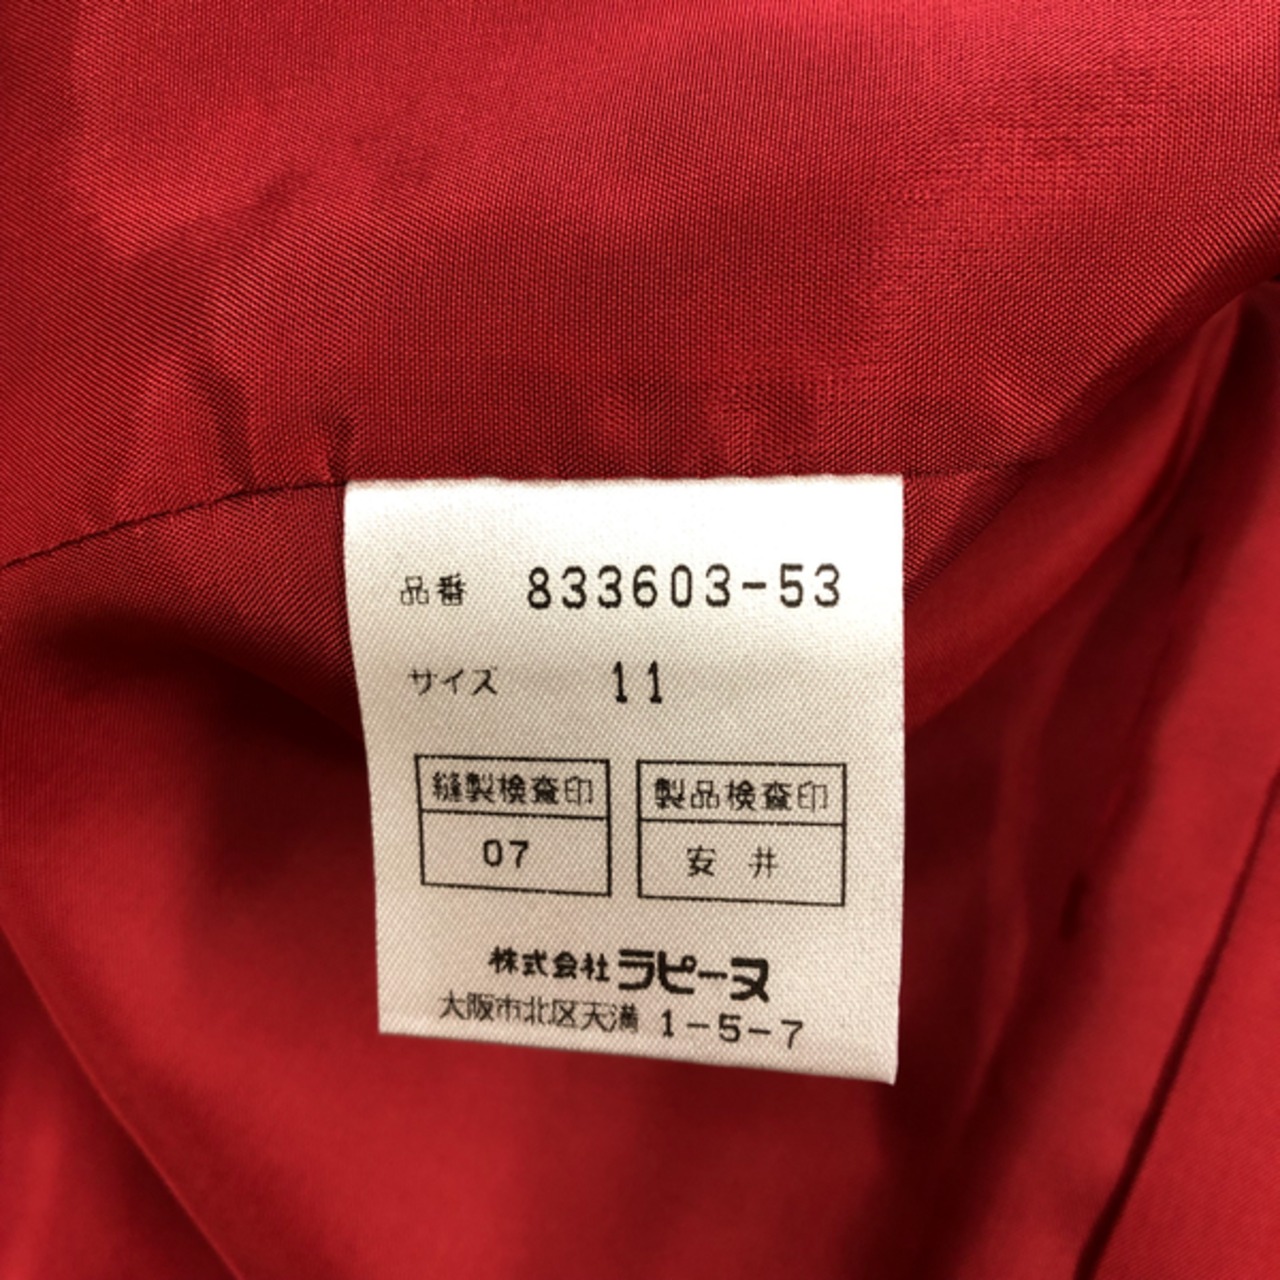 品番 833603-53
サイズ 11
縫製検査印 製品検査印
07 安井
株式会社ラピーヌ
大阪市北区天満 1-5-7